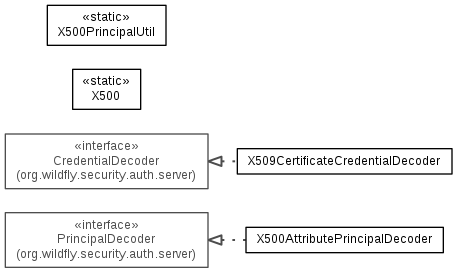 «static»
X500PrincipalUtil
«static»
X500
«interface»
CredentialDecoder
(org.wildfly.security.auth.server)
X509CertificateCredentialDecoder
«interface»
PrincipalDecoder
(org.wildfly.security.auth.server)
X500AttributePrincipalDecoder